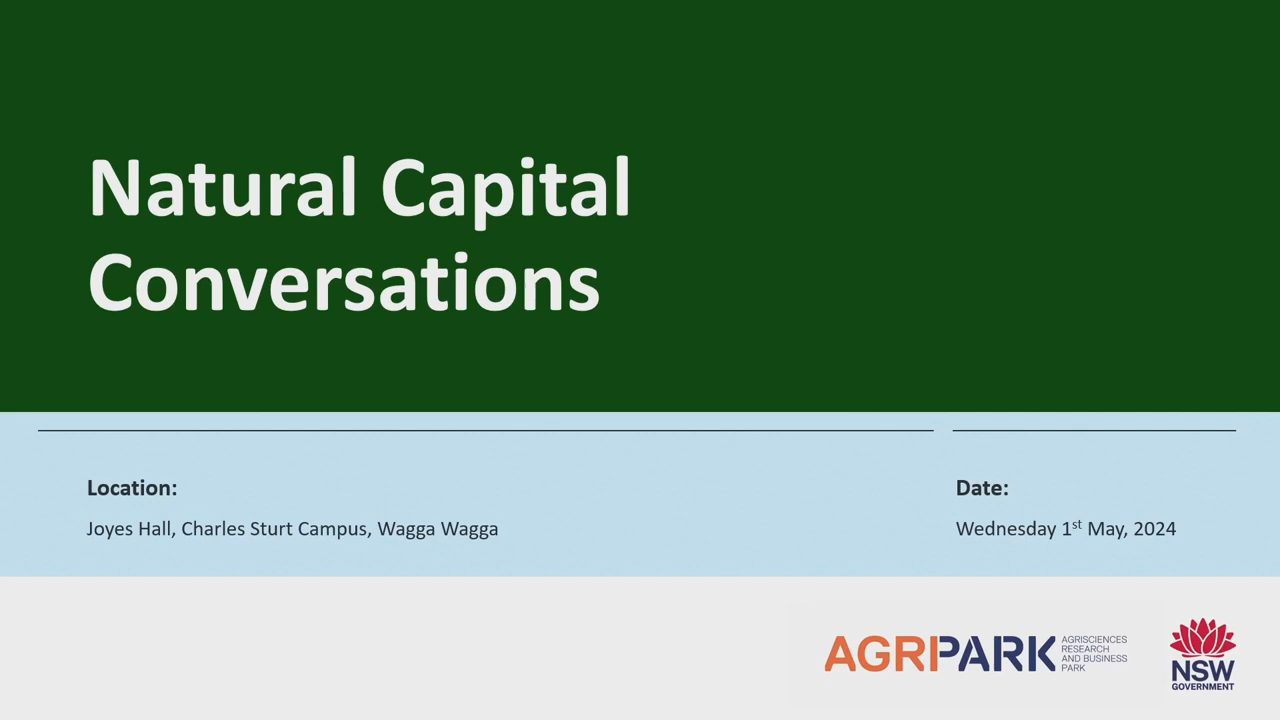 Natural Capital
Conversations
Location:
Joyes Hall, Charles Sturt Campus, Wagga Wagga
Date:
Wednesday 1st May, 2024
AGRIPARK
AGRISCIENCES
RESEARCH
AND BUSINESS
PARK
NSW
GOVERNMENT